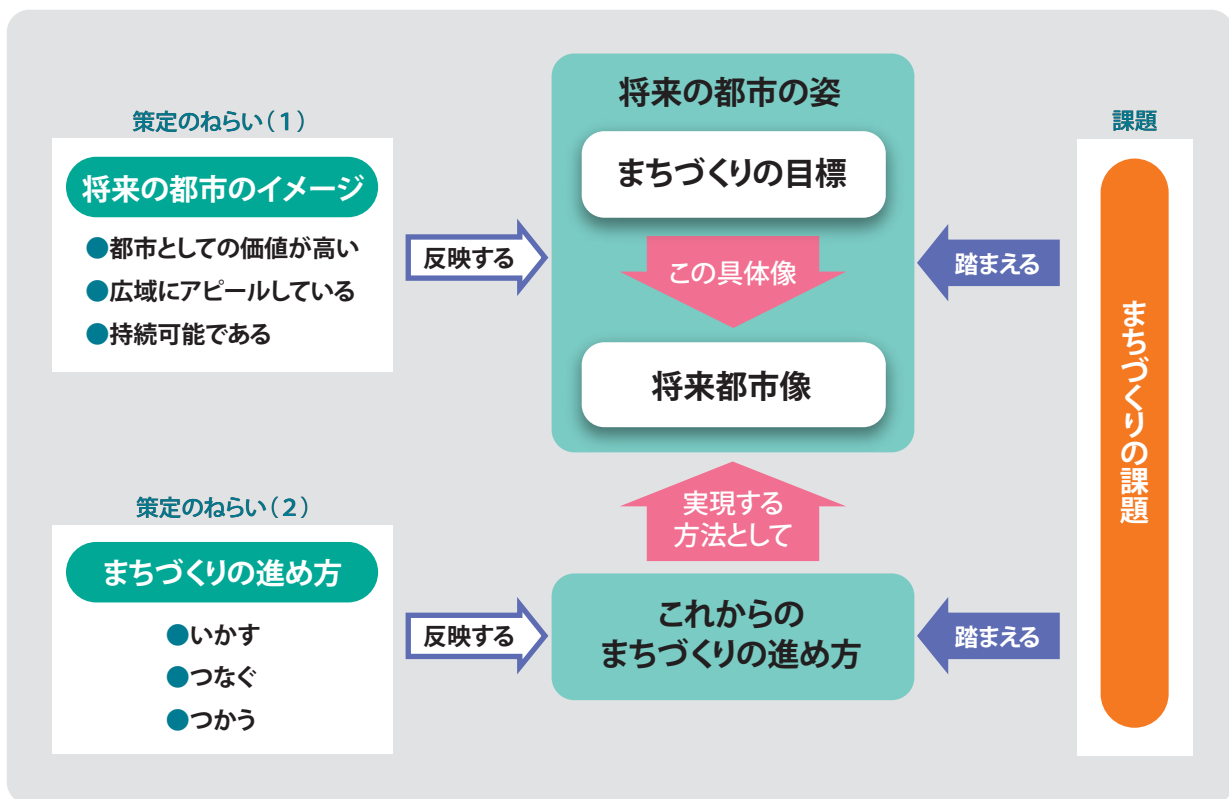 策定のねらい（1）
将来の都市のイメージ
●都市としての価値が高い
●広域にアピールしている
●持続可能である
反映する
将来の都市の姿
まちづくりの目標
この具体像
将来都市像
踏まえる
課題
まちづくりの課題
策定のねらい（2）
まちづくりの進め方
●いかす
●つなぐ
●つかう
反映する
実現する
方法として
これからの
まちづくりの進め方
踏まえる